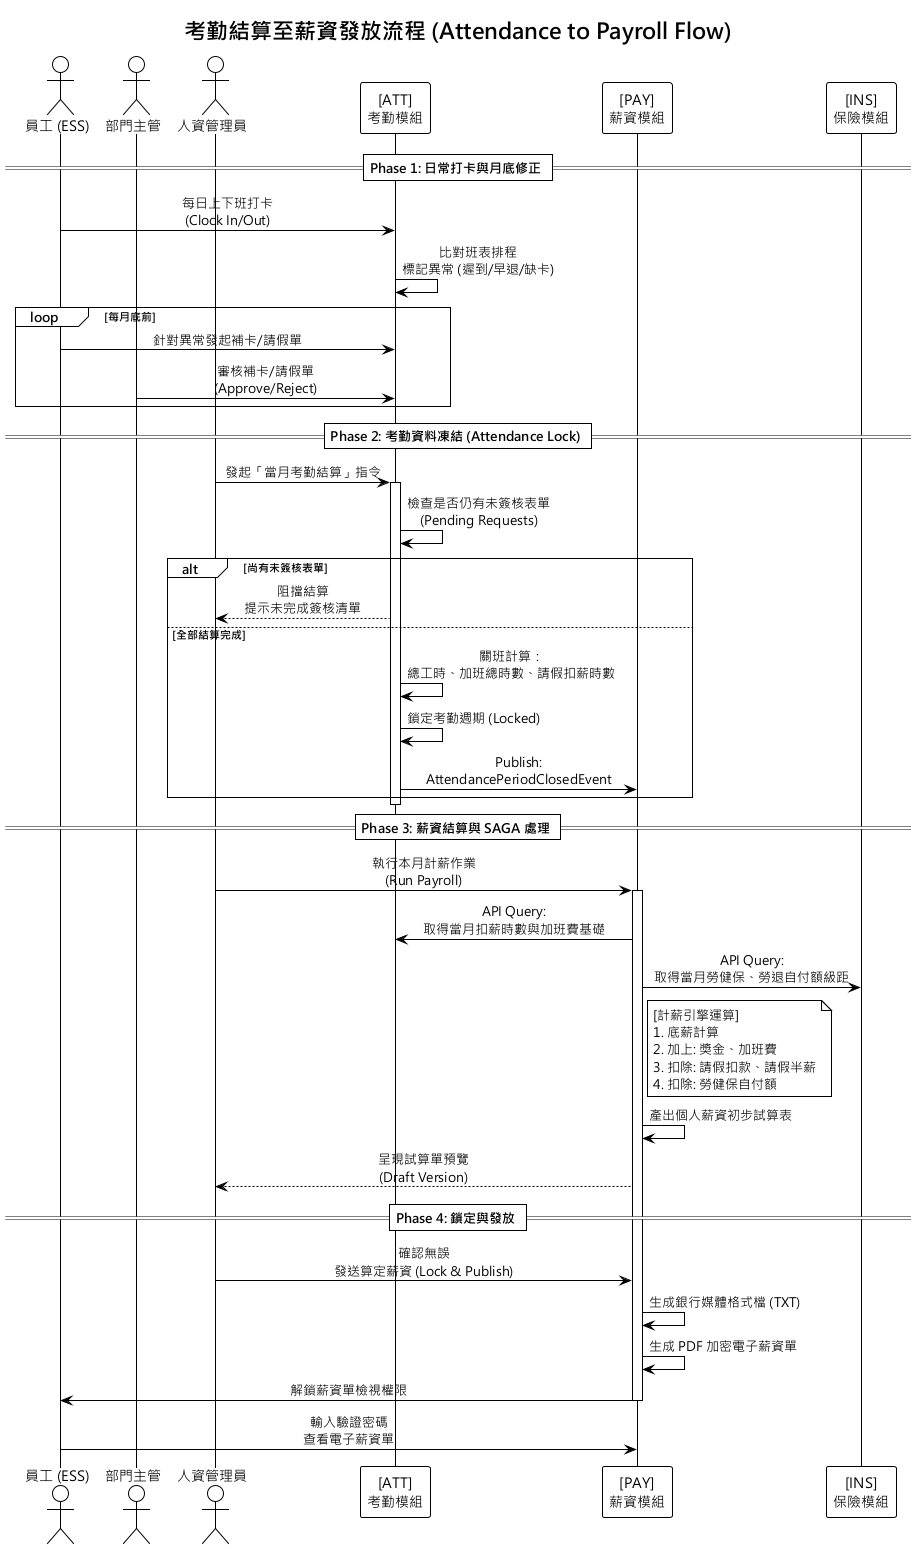 考勤結算至薪資發放流程 (Attendance to Payroll Flow)
員工 (ESS)
部門主管
人資管理員
[ATT]
考勤模組
[PAY]
薪資模組
[INS]
保險模組
Phase 1: 日常打卡與月底修正
每日上下班打卡
(Clock In/Out)
比對班表排程
標記異常 (遲到/早退/缺卡)
loop
[每月底前]
針對異常發起補卡/請假單
審核補卡/請假單
(Approve/Reject)
Phase 2: 考勤資料凍結 (Attendance Lock)
發起「當月考勤結算」指令
檢查是否仍有未簽核表單
(Pending Requests)
alt
[尚有未簽核表單]
阻擋結算
提示未完成簽核清單
[全部結算完成]
關班計算：
總工時、加班總時數、請假扣薪時數
鎖定考勤週期 (Locked)
Publish:
AttendancePeriodClosedEvent
Phase 3: 薪資結算與 SAGA 處理
執行本月計薪作業
(Run Payroll)
API Query:
取得當月扣薪時數與加班費基礎
API Query:
取得當月勞健保、勞退自付額級距
[計薪引擎運算]
1. 底薪計算
2. 加上: 獎金、加班費
3. 扣除: 請假扣款、請假半薪
4. 扣除: 勞健保自付額
產出個人薪資初步試算表
呈現試算單預覽
(Draft Version)
Phase 4: 鎖定與發放
確認無誤
發送算定薪資 (Lock & Publish)
生成銀行媒體格式檔 (TXT)
生成 PDF 加密電子薪資單
解鎖薪資單檢視權限
輸入驗證密碼
查看電子薪資單
員工 (ESS)
部門主管
人資管理員
[ATT]
考勤模組
[PAY]
薪資模組
[INS]
保險模組